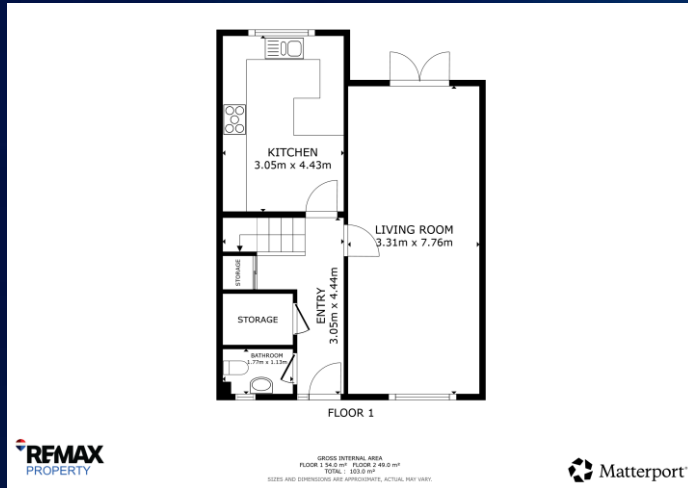 KITCHEN
3.05m x 4.43m
LIVING ROOM
3.31m x 7.76m
STORAGE
ENTRY
3.05m x 4.44m
STORAGE
BATHROOM
1.77m x 1.13m
FLOOR 1
REMAX
PROPERTY
GROSS INTERNAL AREA
FLOOR 1 54.0 m² FLOOR 2 49.0 m²
TOTAL : 103.0 m²
SIZES AND DIMENSIONS ARE APPROXIMATE, ACTUAL MAY VARY.
Matterport